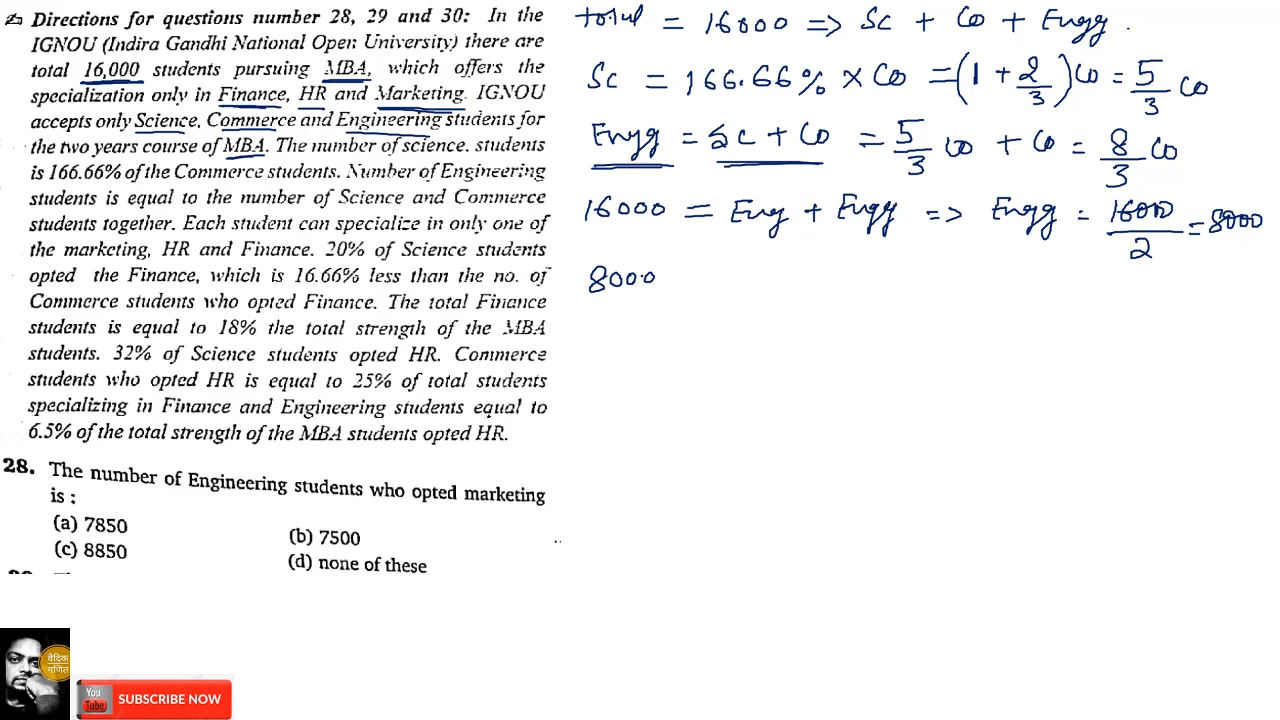 ✍ Directions for questions number 28, 29 and 30: In the
IGNOU (Indira Gandhi National Open University) there are
total 16,000 students pursuing MBA, which offers the
specialization only in Finance, HR and Marketing. IGNOU
accepts only Science, Commerce and Engineering students for
the two years course of MBA. The number of science. students
is 166.66% of the Commerce students. Number of Engineering
students is equal to the number of Science and Commerce
students together. Each student can specialize in only one of
the marketing, HR and Finance. 20% of Science students
opted the Finance, which is 16.66% less than the no. of
Commerce students who opted Finance. The total Finance
students is equal to 18% the total strength of the MBA
students. 32% of Science students opted HR. Commerce
students who opted HR is equal to 25% of total students
specializing in Finance and Engineering students equal to
6.5% of the total strength of the MBA students opted HR.
28. The number of Engineering students who opted marketing
is :
(a) 7850
(b) 7500
(c) 8850
(d) none of these
total = 16000 => Sc + Co + Engg .
Sc = 166.66% × Co = (1 + 2/3) Co = 5/3 Co
Engg = Sc + Co = 5/3 Co + Co = 8/3 Co
16000 = Eng + Engg => Engg = 16000/2 = 8000
8000
वैदिक
गणित
You
Tube
SUBSCRIBE NOW